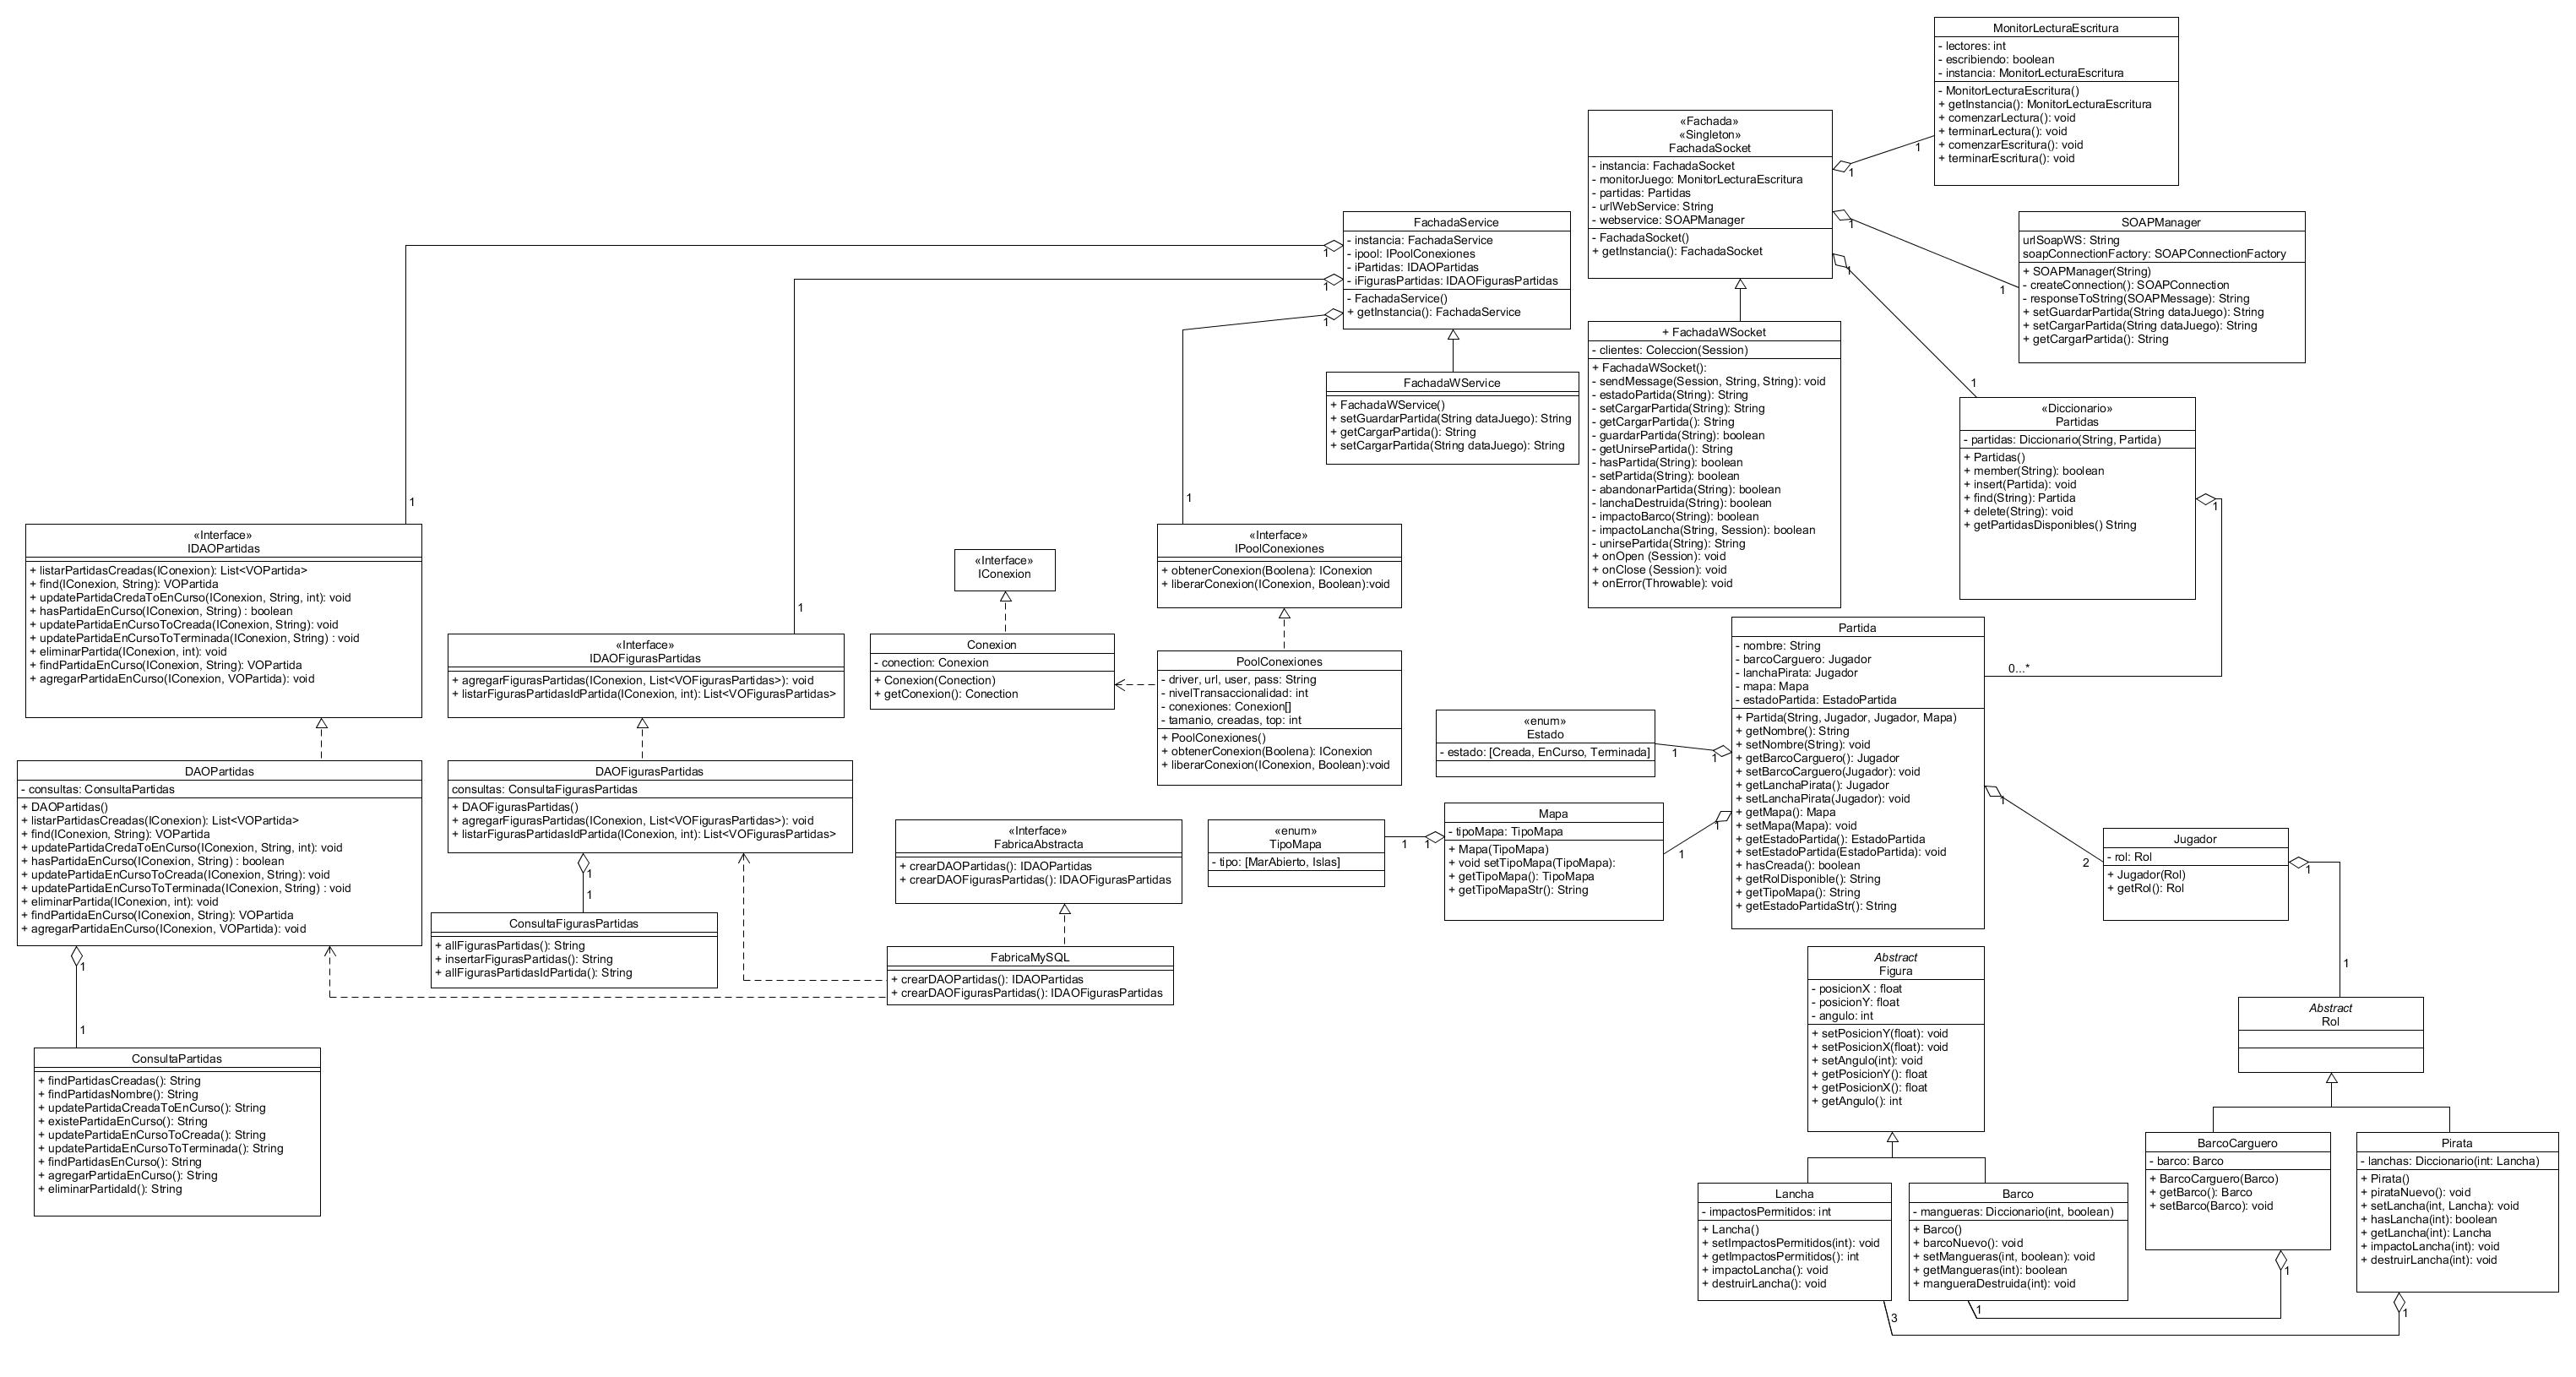 MonitorLecturaEscritura
- lectores: int
- escribiendo: boolean
- instancia: MonitorLecturaEscritura
- MonitorLecturaEscritura()
+ getInstancia(): MonitorLecturaEscritura
+ comenzarLectura(): void
+ terminarLectura(): void
+ comenzarEscritura(): void
+ terminarEscritura(): void
«Fachada»
«Singleton»
FachadaSocket
- instancia: FachadaSocket
- monitorJuego: MonitorLecturaEscritura
- partidas: Partidas
- urlWebService: String
- webservice: SOAPManager
- FachadaSocket()
+ getInstancia(): FachadaSocket
1
1
1
1
1
1
SOAPManager
urlSoapWS: String
soapConnectionFactory: SOAPConnectionFactory
+ SOAPManager(String)
- createConnection(): SOAPConnection
- responseToString(SOAPMessage): String
+ setGuardarPartida(String dataJuego): String
+ setCargarPartida(String dataJuego): String
+ getCargarPartida(): String
FachadaService
- instancia: FachadaService
- ipool: IPoolConexiones
- iPartidas: IDAOPartidas
- iFigurasPartidas: IDAOFigurasPartidas
- FachadaService()
+ getInstancia(): FachadaService
1
1
1
1
1
1
FachadaWService
+ FachadaWService()
+ setGuardarPartida(String dataJuego): String
+ getCargarPartida(): String
+ setCargarPartida(String dataJuego): String
+ FachadaWSocket
- clientes: Coleccion(Session)
+ FachadaWSocket():
- sendMessage(Session, String, String): void
- estadoPartida(String): String
- setCargarPartida(String): String
- getCargarPartida(): String
- guardarPartida(String): boolean
- getUnirsePartida(): String
- hasPartida(String): boolean
- setPartida(String): boolean
- abandonarPartida(String): boolean
- lanchaDestruida(String): boolean
- impactoBarco(String): boolean
- impactoLancha(String, Session): boolean
- unirsePartida(String): String
+ onOpen (Session): void
+ onClose (Session): void
+ onError(Throwable): void
«Diccionario»
Partidas
- partidas: Diccionario(String, Partida)
+ Partidas()
+ member(String): boolean
+ insert(Partida): void
+ find(String): Partida
+ delete(String): void
+ getPartidasDisponibles() String
1
0...*
«Interface»
IDAOPartidas
+ listarPartidasCreadas(IConexion): List<VOPartida>
+ find(IConexion, String): VOPartida
+ updatePartidaCredaToEnCurso(IConexion, String, int): void
+ hasPartidaEnCurso(IConexion, String) : boolean
+ updatePartidaEnCursoToCreada(IConexion, String): void
+ updatePartidaEnCursoToTerminada(IConexion, String) : void
+ eliminarPartida(IConexion, int): void
+ findPartidaEnCurso(IConexion, String): VOPartida
+ agregarPartidaEnCurso(IConexion, VOPartida): void
«Interface»
IDAOFigurasPartidas
+ agregarFigurasPartidas(IConexion, List<VOFigurasPartidas>): void
+ listarFigurasPartidasIdPartida(IConexion, int): List<VOFigurasPartidas>
«Interface»
IConexion
Conexion
- conection: Conexion
+ Conexion(Conection)
+ getConexion(): Conection
«Interface»
IPoolConexiones
+ obtenerConexion(Boolena): IConexion
+ liberarConexion(IConexion, Boolean):void
PoolConexiones
- driver, url, user, pass: String
- nivelTransaccionalidad: int
- conexiones: Conexion[]
- tamanio, creadas, top: int
+ PoolConexiones()
+ obtenerConexion(Boolena): IConexion
+ liberarConexion(IConexion, Boolean):void
Partida
- nombre: String
- barcoCarguero: Jugador
- lanchaPirata: Jugador
- mapa: Mapa
- estadoPartida: EstadoPartida
+ Partida(String, Jugador, Jugador, Mapa)
+ getNombre(): String
+ setNombre(String): void
+ getBarcoCarguero(): Jugador
+ setBarcoCarguero(Jugador): void
+ getLanchaPirata(): Jugador
+ setLanchaPirata(Jugador): void
+ getMapa(): Mapa
+ setMapa(Mapa): void
+ getEstadoPartida(): EstadoPartida
+ setEstadoPartida(EstadoPartida): void
+ hasCreada(): boolean
+ getRolDisponible(): String
+ getTipoMapa(): String
+ getEstadoPartidaStr(): String
«enum»
Estado
- estado: [Creada, EnCurso, Terminada]
1
1
Mapa
- tipoMapa: TipoMapa
+ Mapa(TipoMapa)
+ void setTipoMapa(TipoMapa):
+ getTipoMapa(): TipoMapa
+ getTipoMapaStr(): String
1
1
«enum»
TipoMapa
- tipo: [MarAbierto, Islas]
1
1
1
2
Jugador
- rol: Rol
+ Jugador(Rol)
+ getRol(): Rol
1
1
DAOPartidas
- consultas: ConsultaPartidas
+ DAOPartidas()
+ listarPartidasCreadas(IConexion): List<VOPartida>
+ find(IConexion, String): VOPartida
+ updatePartidaCredaToEnCurso(IConexion, String, int): void
+ hasPartidaEnCurso(IConexion, String) : boolean
+ updatePartidaEnCursoToCreada(IConexion, String): void
+ updatePartidaEnCursoToTerminada(IConexion, String) : void
+ eliminarPartida(IConexion, int): void
+ findPartidaEnCurso(IConexion, String): VOPartida
+ agregarPartidaEnCurso(IConexion, VOPartida): void
1
1
DAOFigurasPartidas
consultas: ConsultaFigurasPartidas
+ DAOFigurasPartidas()
+ agregarFigurasPartidas(IConexion, List<VOFigurasPartidas>): void
+ listarFigurasPartidasIdPartida(IConexion, int): List<VOFigurasPartidas>
1
1
ConsultaFigurasPartidas
+ allFigurasPartidas(): String
+ insertarFigurasPartidas(): String
+ allFigurasPartidasIdPartida(): String
«Interface»
FabricaAbstracta
+ crearDAOPartidas(): IDAOPartidas
+ crearDAOFigurasPartidas(): IDAOFigurasPartidas
FabricaMySQL
+ crearDAOPartidas(): IDAOPartidas
+ crearDAOFigurasPartidas(): IDAOFigurasPartidas
ConsultaPartidas
+ findPartidasCreadas(): String
+ findPartidasNombre(): String
+ updatePartidaCreadaToEnCurso(): String
+ existePartidaEnCurso(): String
+ updatePartidaEnCursoToCreada(): String
+ updatePartidaEnCursoToTerminada(): String
+ findPartidasEnCurso(): String
+ agregarPartidaEnCurso(): String
+ eliminarPartidaId(): String
Abstract
Figura
- posicionX : float
- posicionY: float
- angulo: int
+ setPosicionY(float): void
+ setPosicionX(float): void
+ setAngulo(int): void
+ getPosicionY(): float
+ getPosicionX(): float
+ getAngulo(): int
Abstract
Rol
Lancha
- impactosPermitidos: int
+ Lancha()
+ setImpactosPermitidos(int): void
+ getImpactosPermitidos(): int
+ impactoLancha(): void
+ destruirLancha(): void
Barco
- mangueras: Diccionario(int, boolean)
+ Barco()
+ barcoNuevo(): void
+ setMangueras(int, boolean): void
+ getMangueras(int): boolean
+ mangueraDestruida(int): void
BarcoCarguero
- barco: Barco
+ BarcoCarguero(Barco)
+ getBarco(): Barco
+ setBarco(Barco): void
Pirata
- lanchas: Diccionario(int: Lancha)
+ Pirata()
+ pirataNuevo(): void
+ setLancha(int, Lancha): void
+ hasLancha(int): boolean
+ getLancha(int): Lancha
+ impactoLancha(int): void
+ destruirLancha(int): void
1
1
3
1